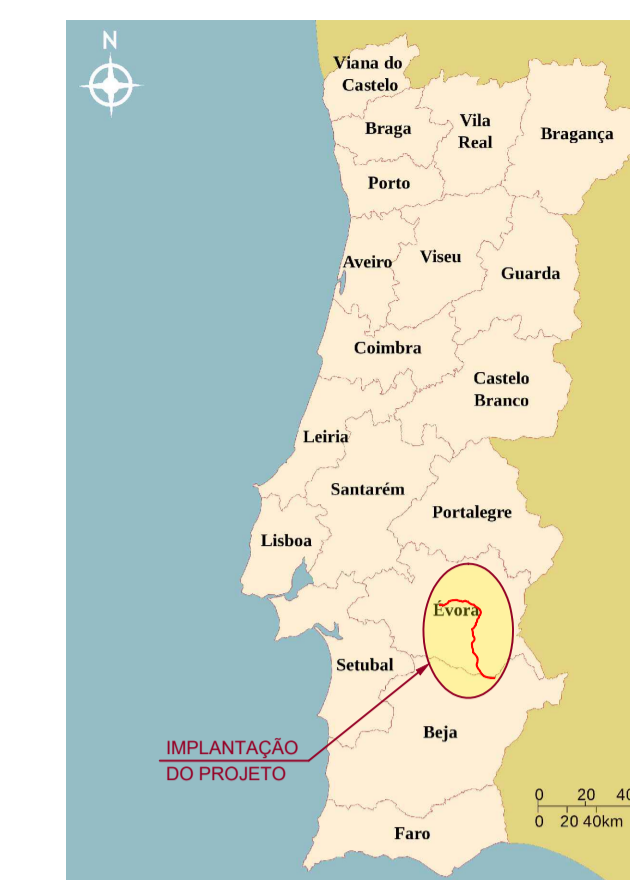 N
Viana do
Castelo
Braga
Vila
Real
Bragança
Porto
Aveiro
Viseu
Guarda
Coimbra
Castelo
Branco
Leiria
Santarém
Portalegre
Lisboa
Évora
Setubal
Beja
IMPLANTAÇÃO
DO PROJETO
0 20 40
0 20 40km
Faro